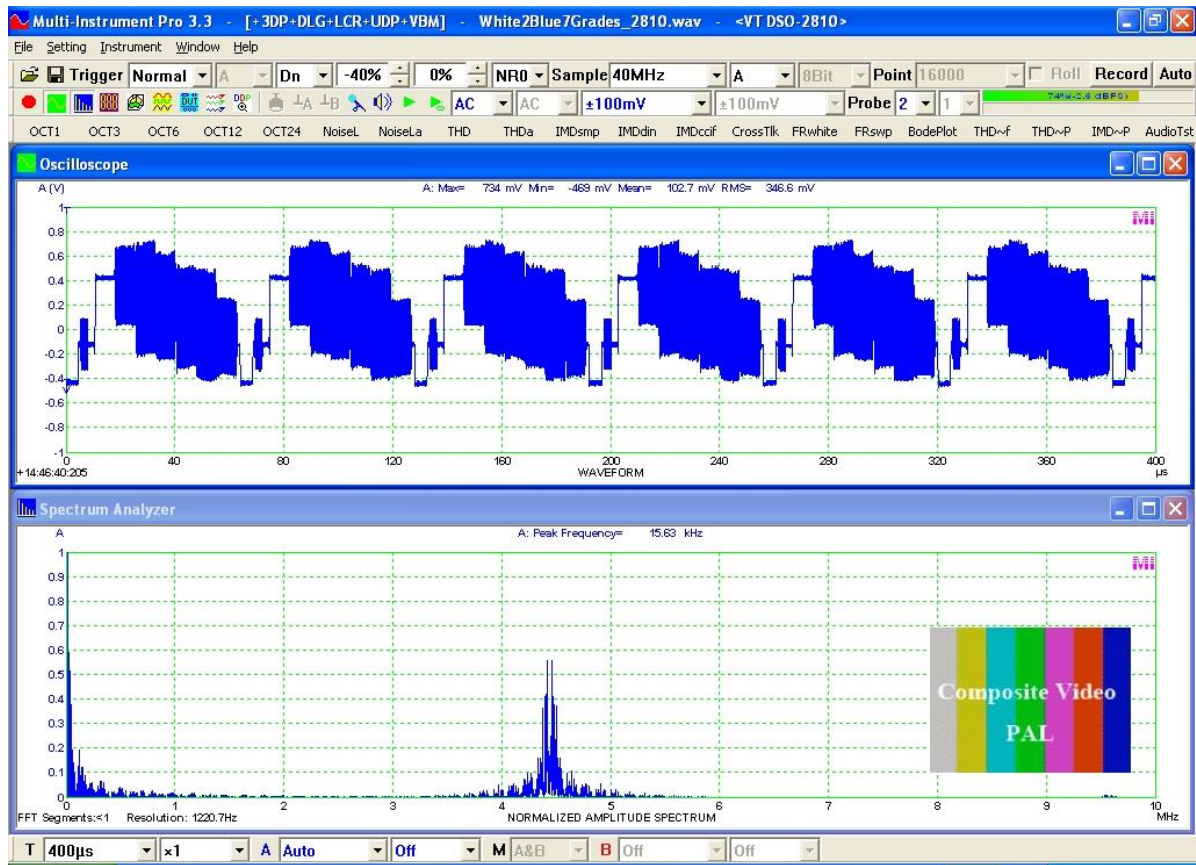 Multi-Instrument Pro 3.3 - [+3DP+DLG+LCR+UDP+VBM] - White2Blue7Grades_2810.wav - <VT DSO-2810>
File Setting Instrument Window Help
Trigger Normal A Dn -40% 0% NR0 Sample 40MHz A 8Bit Point 16000 Roll Record Auto
A B AC AC ±100mV ±100mV Probe 2 1 74%(-2.6 dBFS)
OCT1 OCT3 OCT6 OCT12 OCT24 NoiseL NoiseLa THD THDa IMDsmp IMDdin IMDccif CrossTlk FRwhite FRswp BodePlot THD~f THD~P IMD~P AudioTst
Oscilloscope
A (V) A: Max= 734 mV Min= -469 mV Mean= 102.7 mV RMS= 346.6 mV
1
MI
0.8
0.6
0.4
0.2
0
-0.2
-0.4
-0.6
-0.8
-1
0 40 80 120 160 200 240 280 320 360 400
+14:46:40:205 WAVEFORM µs
Spectrum Analyzer
A A: Peak Frequency= 15.63 kHz
1
MI
0.9
0.8
0.7
0.6
0.5
0.4
0.3
0.2
0.1
0
Composite Video
PAL
0 1 2 3 4 5 6 7 8 9 10
FFT Segments:<1 Resolution: 1220.7Hz NORMALIZED AMPLITUDE SPECTRUM MHz
T 400µs ×1 A Auto Off M A&B B Off Off